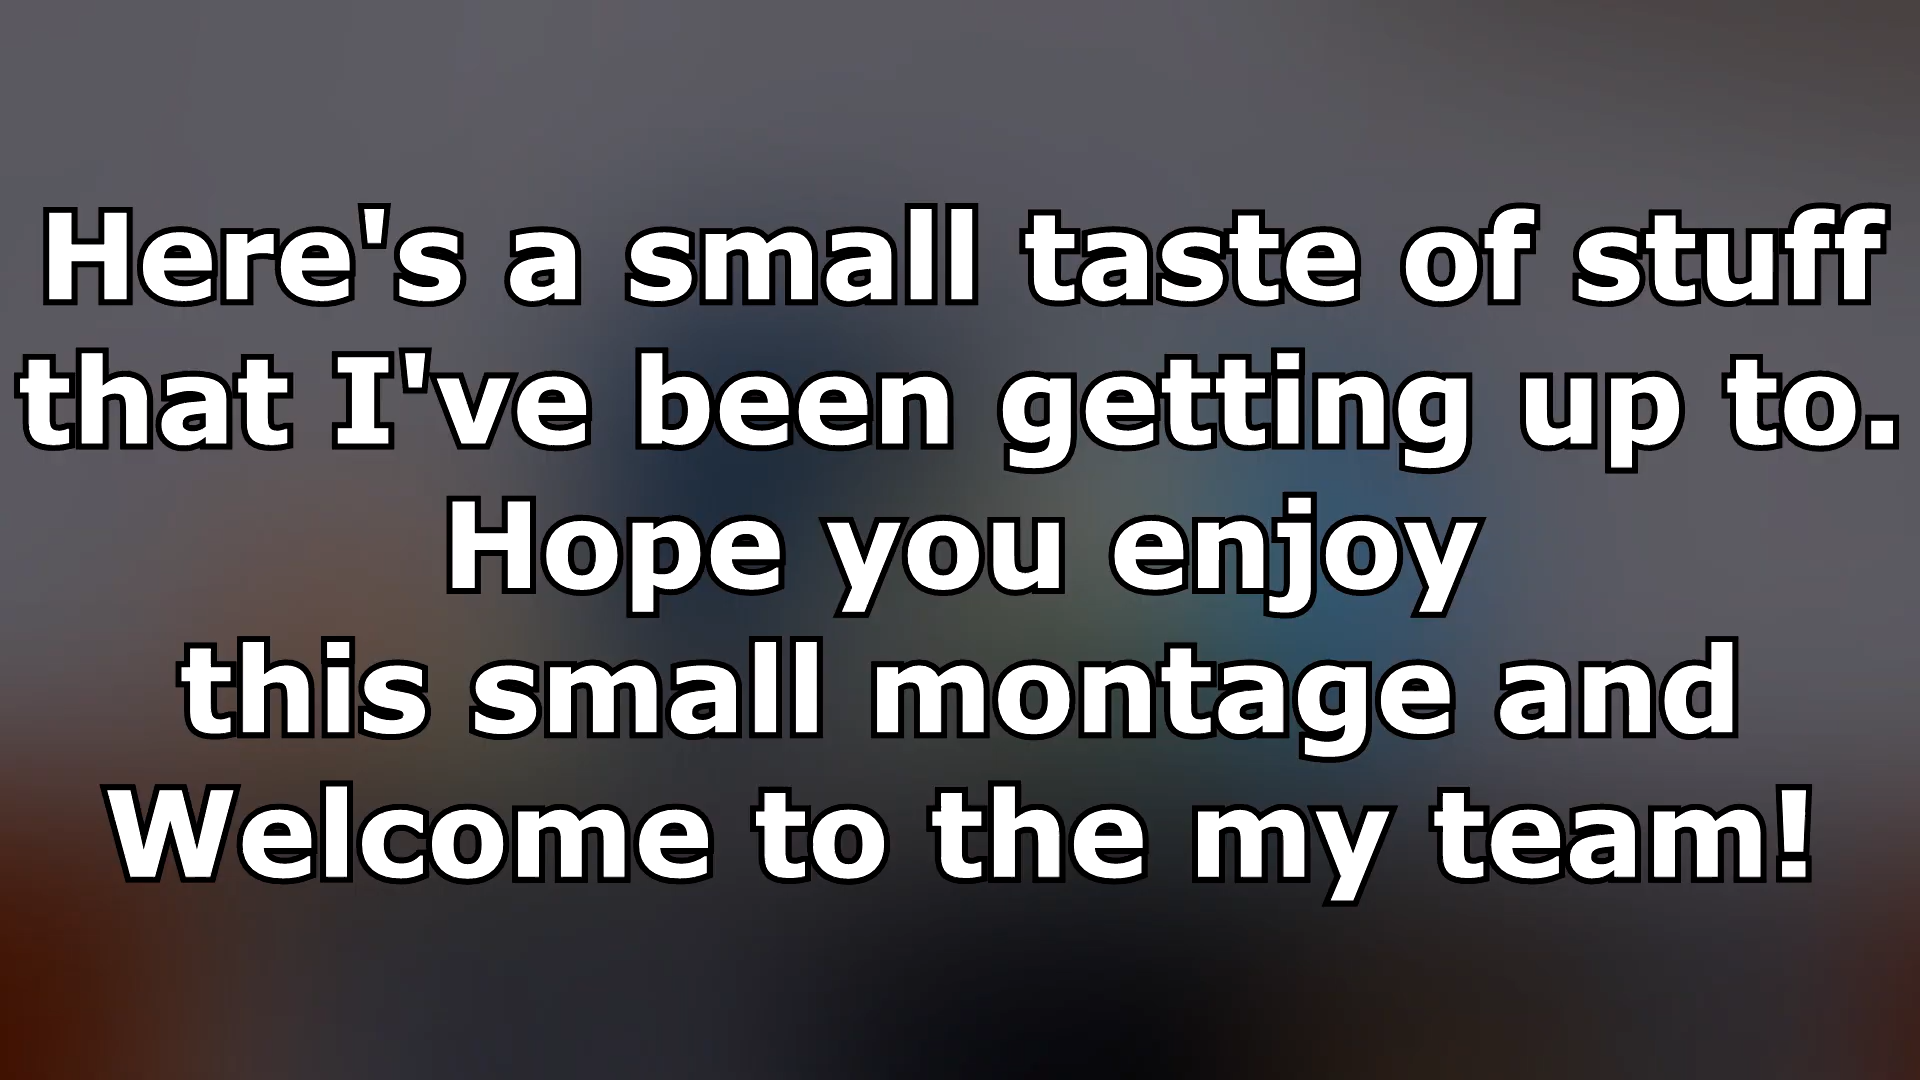 Here's a small taste of stuff
that I've been getting up to.
Hope you enjoy
this small montage and
Welcome to the my team!